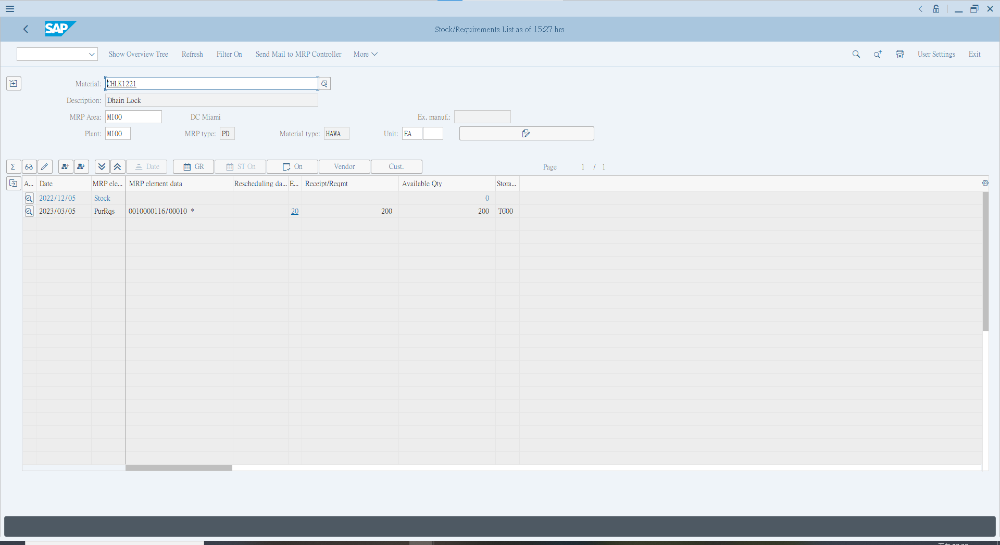 SAP
Stock/Requirements List as of 15:27 hrs
Show Overview Tree Refresh Filter On Send Mail to MRP Controller More User Settings Exit
Material: CHLK1221
Description: Dhain Lock
MRP Area: MI00 DC Miami Ex. manuf.:
Plant: MI00 MRP type: PD Material type: HAWA Unit: EA
Σ Date GR ST On On Vendor Cust. Page 1 / 1
A... Date MRP ele... MRP element data Rescheduling da... E... Receipt/Reqmt Available Qty Stora...
2022/12/05 Stock 0
2023/03/05 PurRqs 0010000116/00010 * 20 200 200 TG00